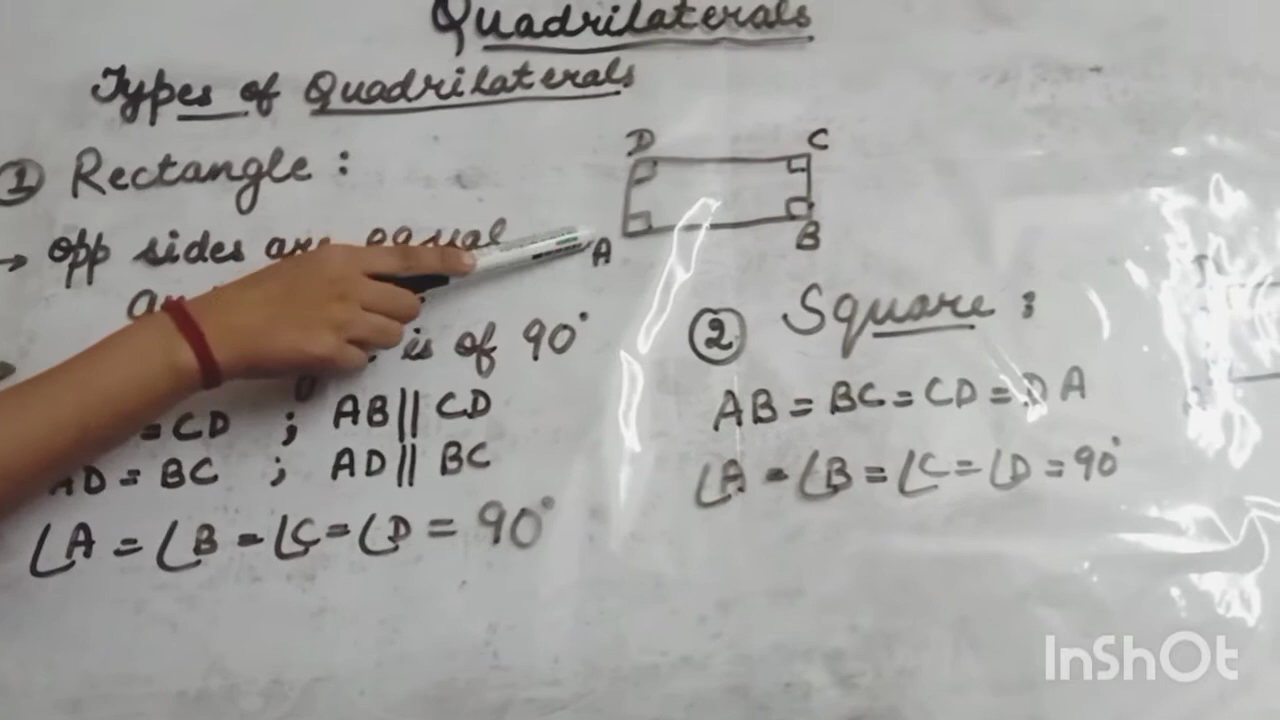 Quadrilaterals
Types of Quadrilaterals
① Rectangle :
→ opp sides are equal
is of 90°
= CD ; AB || CD
AD = BC ; AD || BC
∠A = ∠B = ∠C = ∠D = 90°
D C
A B
② Square :
AB = BC = CD = DA
∠A = ∠B = ∠C = ∠D = 90°
InShOt